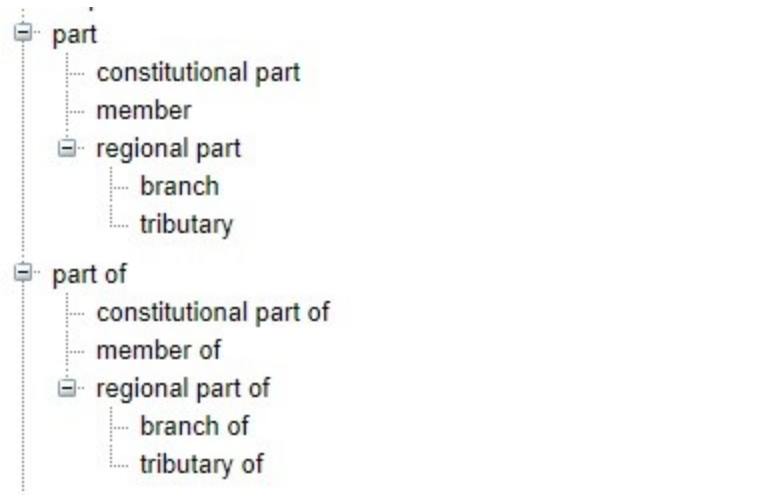 part
constitutional part
member
regional part
branch
tributary
part of
constitutional part of
member of
regional part of
branch of
tributary of